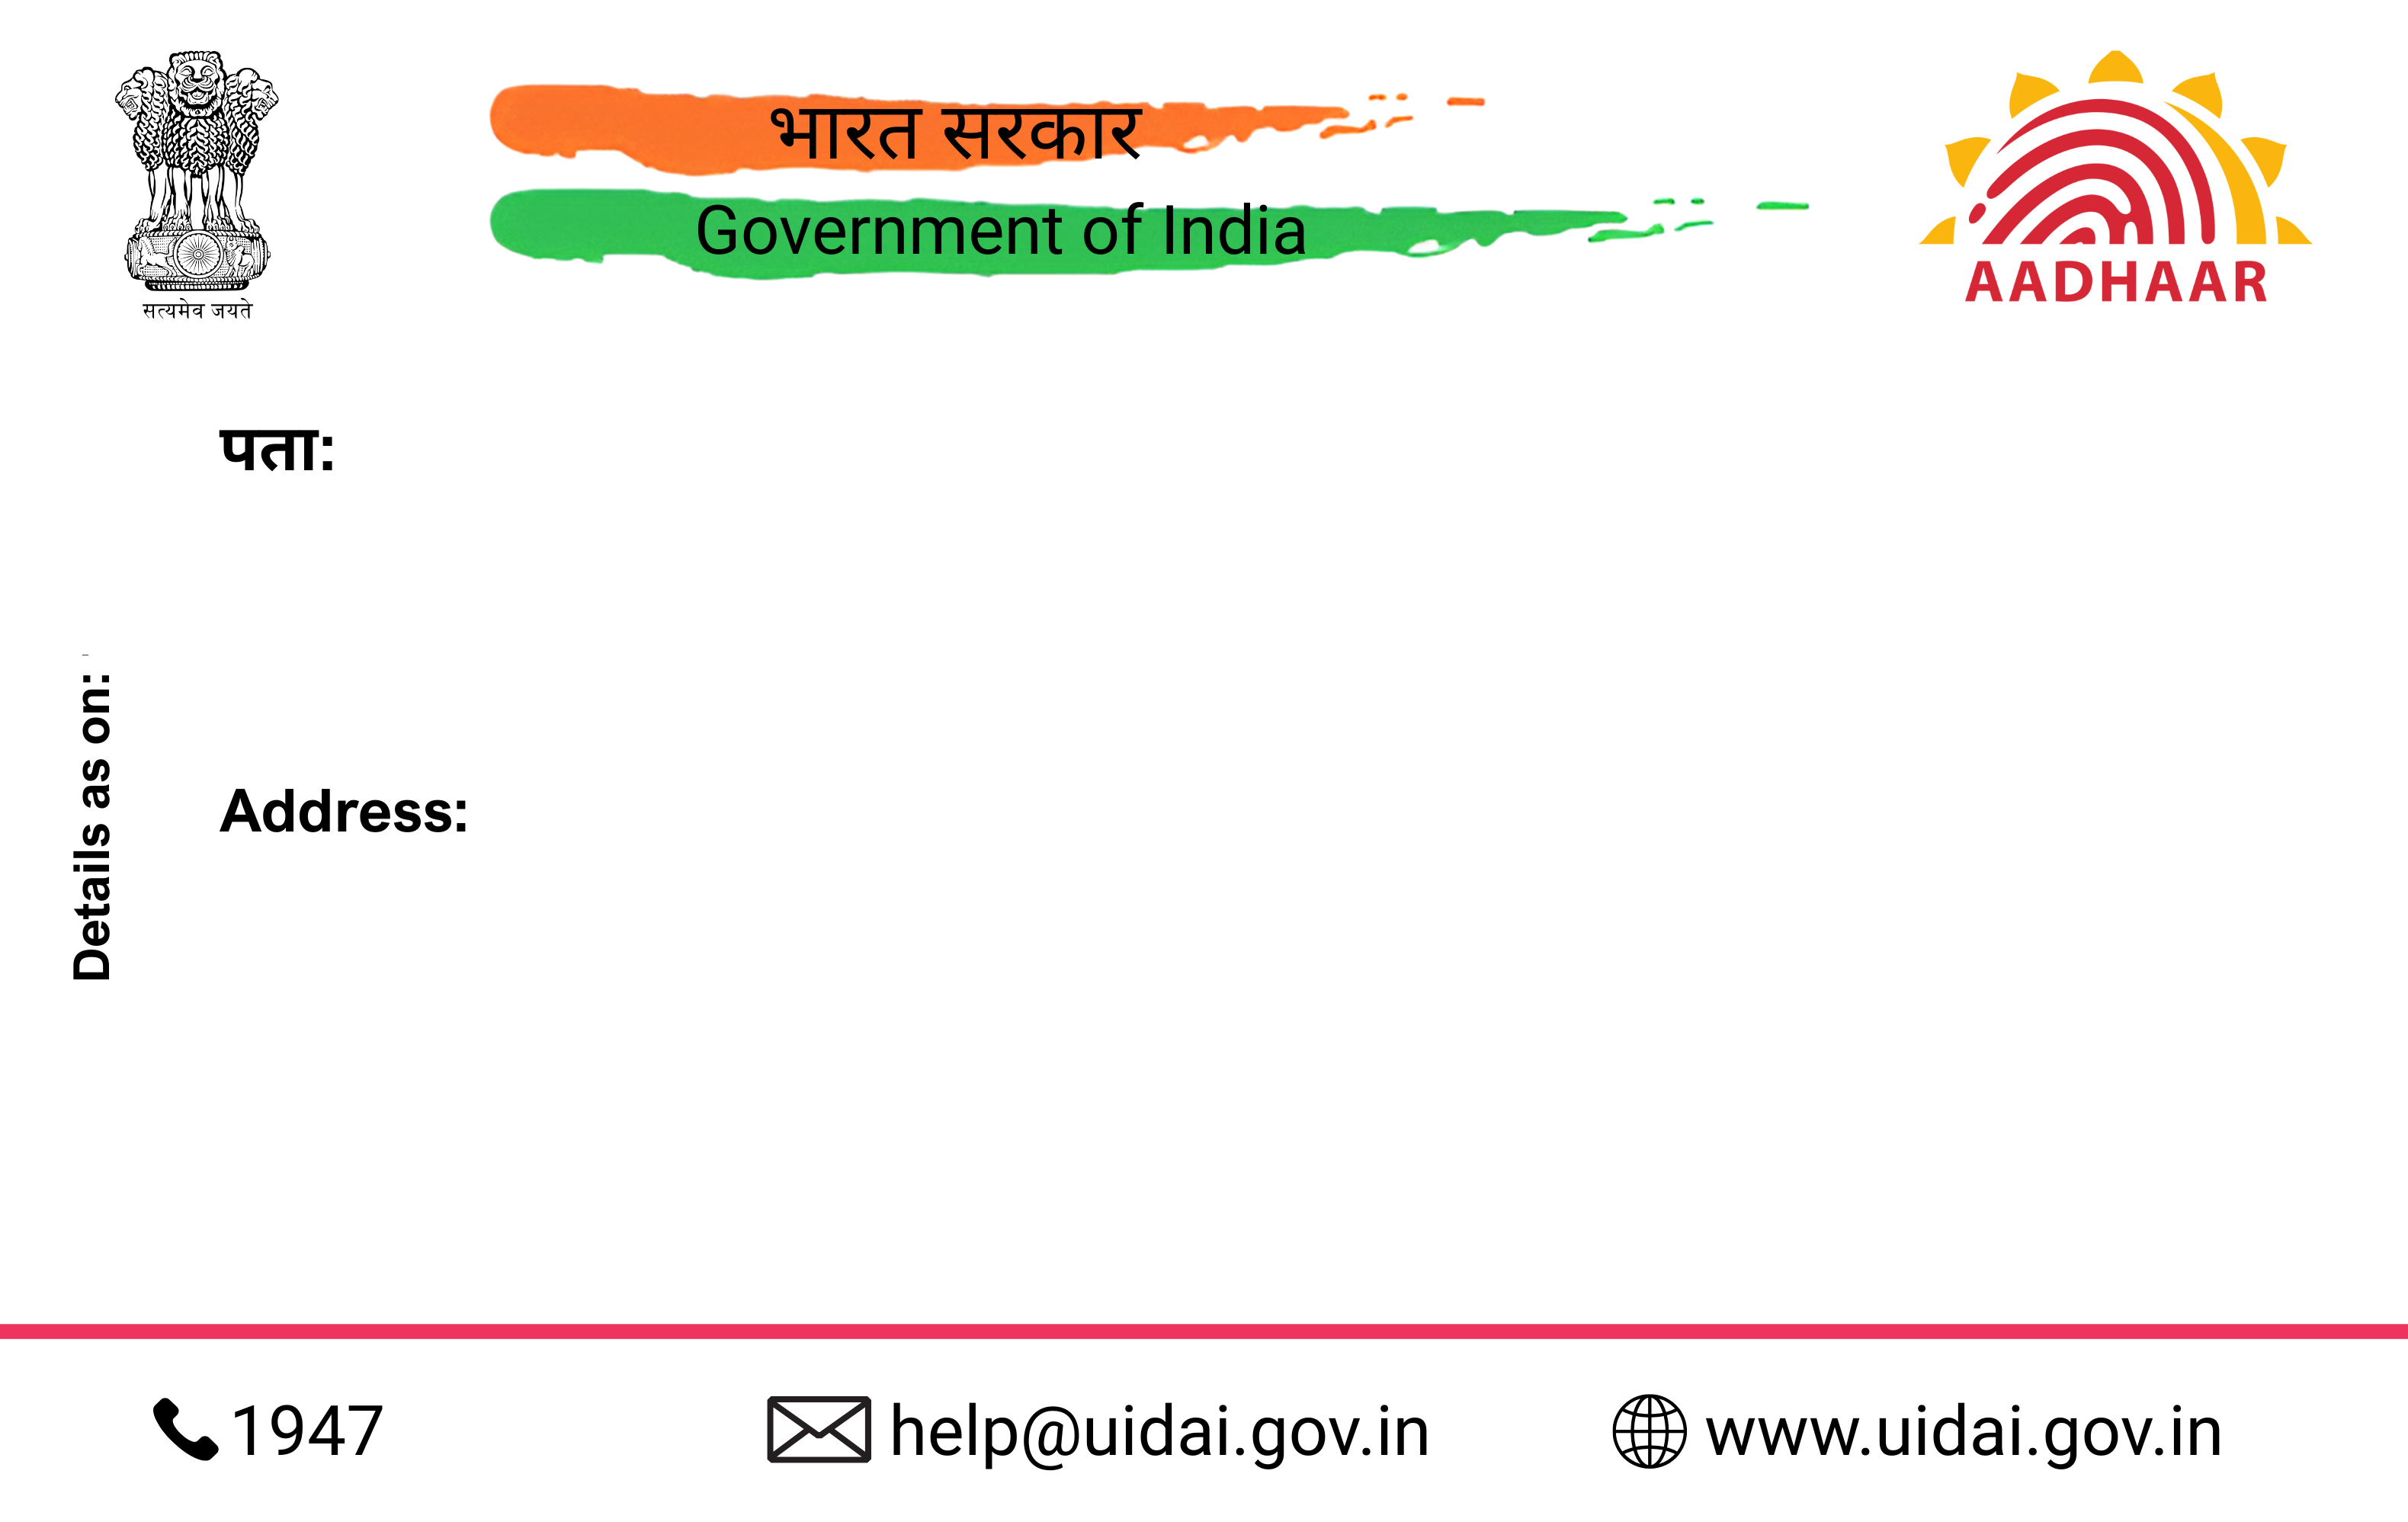 भारत सरकार
Government of India
सत्यमेव जयते
AADHAAR
पता:
Details as on:
Address:
1947
help@uidai.gov.in
www.uidai.gov.in